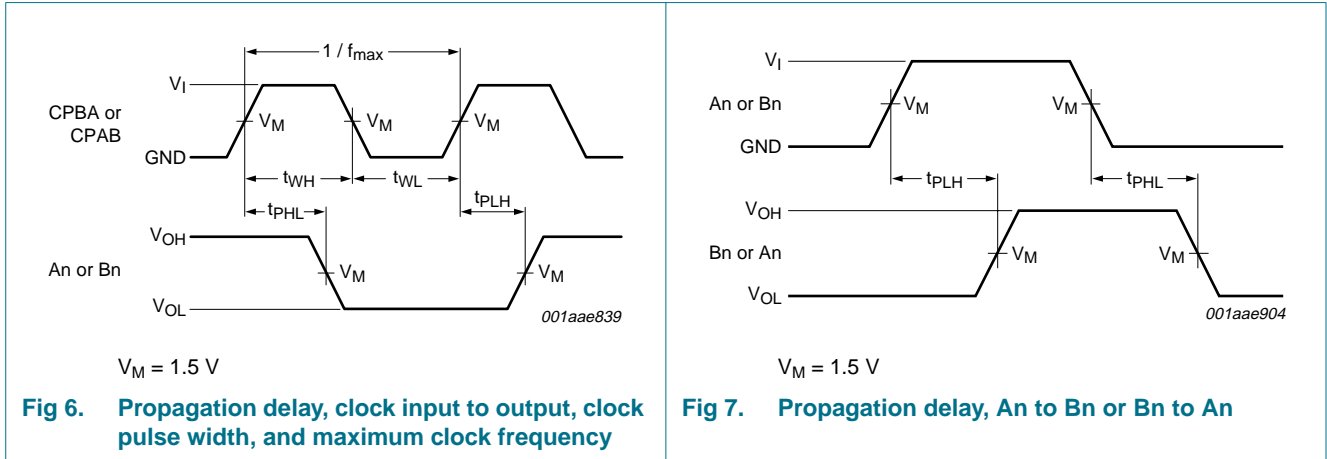 1 / fmax
VI
CPBA or
CPAB
VM
VM
VM
GND
tWH
tWL
tPHL
tPLH
VOH
An or Bn
VM
VM
VOL
001aae839
VM = 1.5 V
Fig 6. Propagation delay, clock input to output, clock
pulse width, and maximum clock frequency
VI
An or Bn
VM
VM
GND
tPLH
tPHL
VOH
Bn or An
VM
VM
VOL
001aae904
VM = 1.5 V
Fig 7. Propagation delay, An to Bn or Bn to An